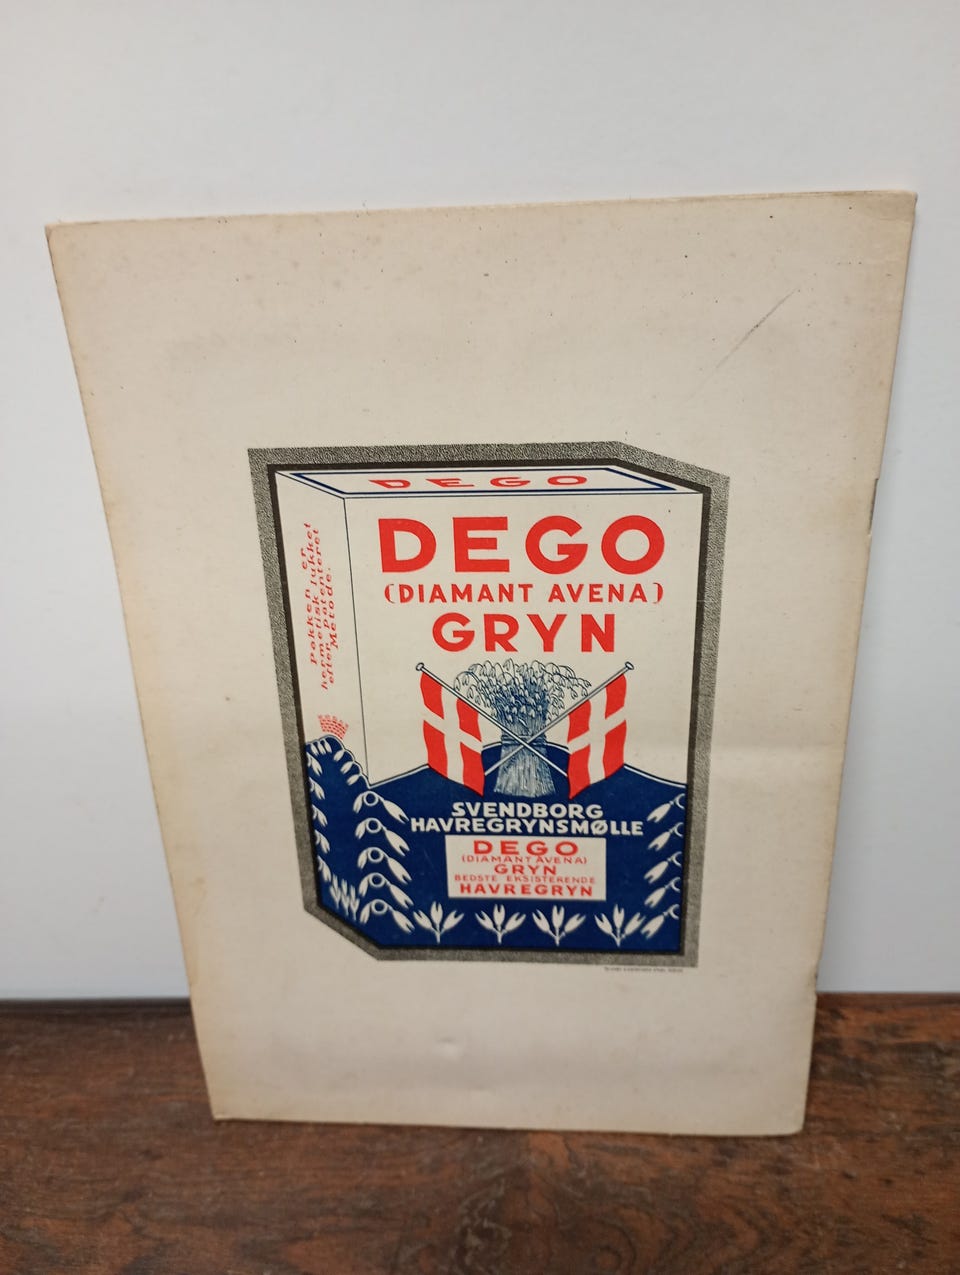 DEGO
DEGO
(DIAMANT AVENA)
GRYN
Pakken er
hermetisk lukket
efter patenteret
Metode.
SVENDBORG
HAVREGRYNSMØLLE
DEGO
(DIAMANT AVENA)
GRYN
BEDSTE EKSISTERENDE
HAVREGRYN